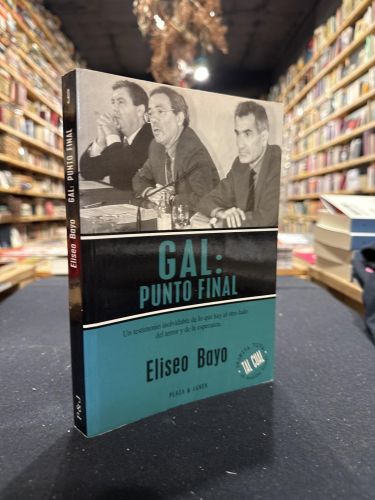 GAL:
PUNTO FINAL
Un testimonio inolvidable de lo que hay al otro lado
del terror y de la esperanza.
Eliseo Bayo
TAL CUAL
PLAZA & JANES
GAL: PUNTO FINAL
Eliseo Bayo
P&J